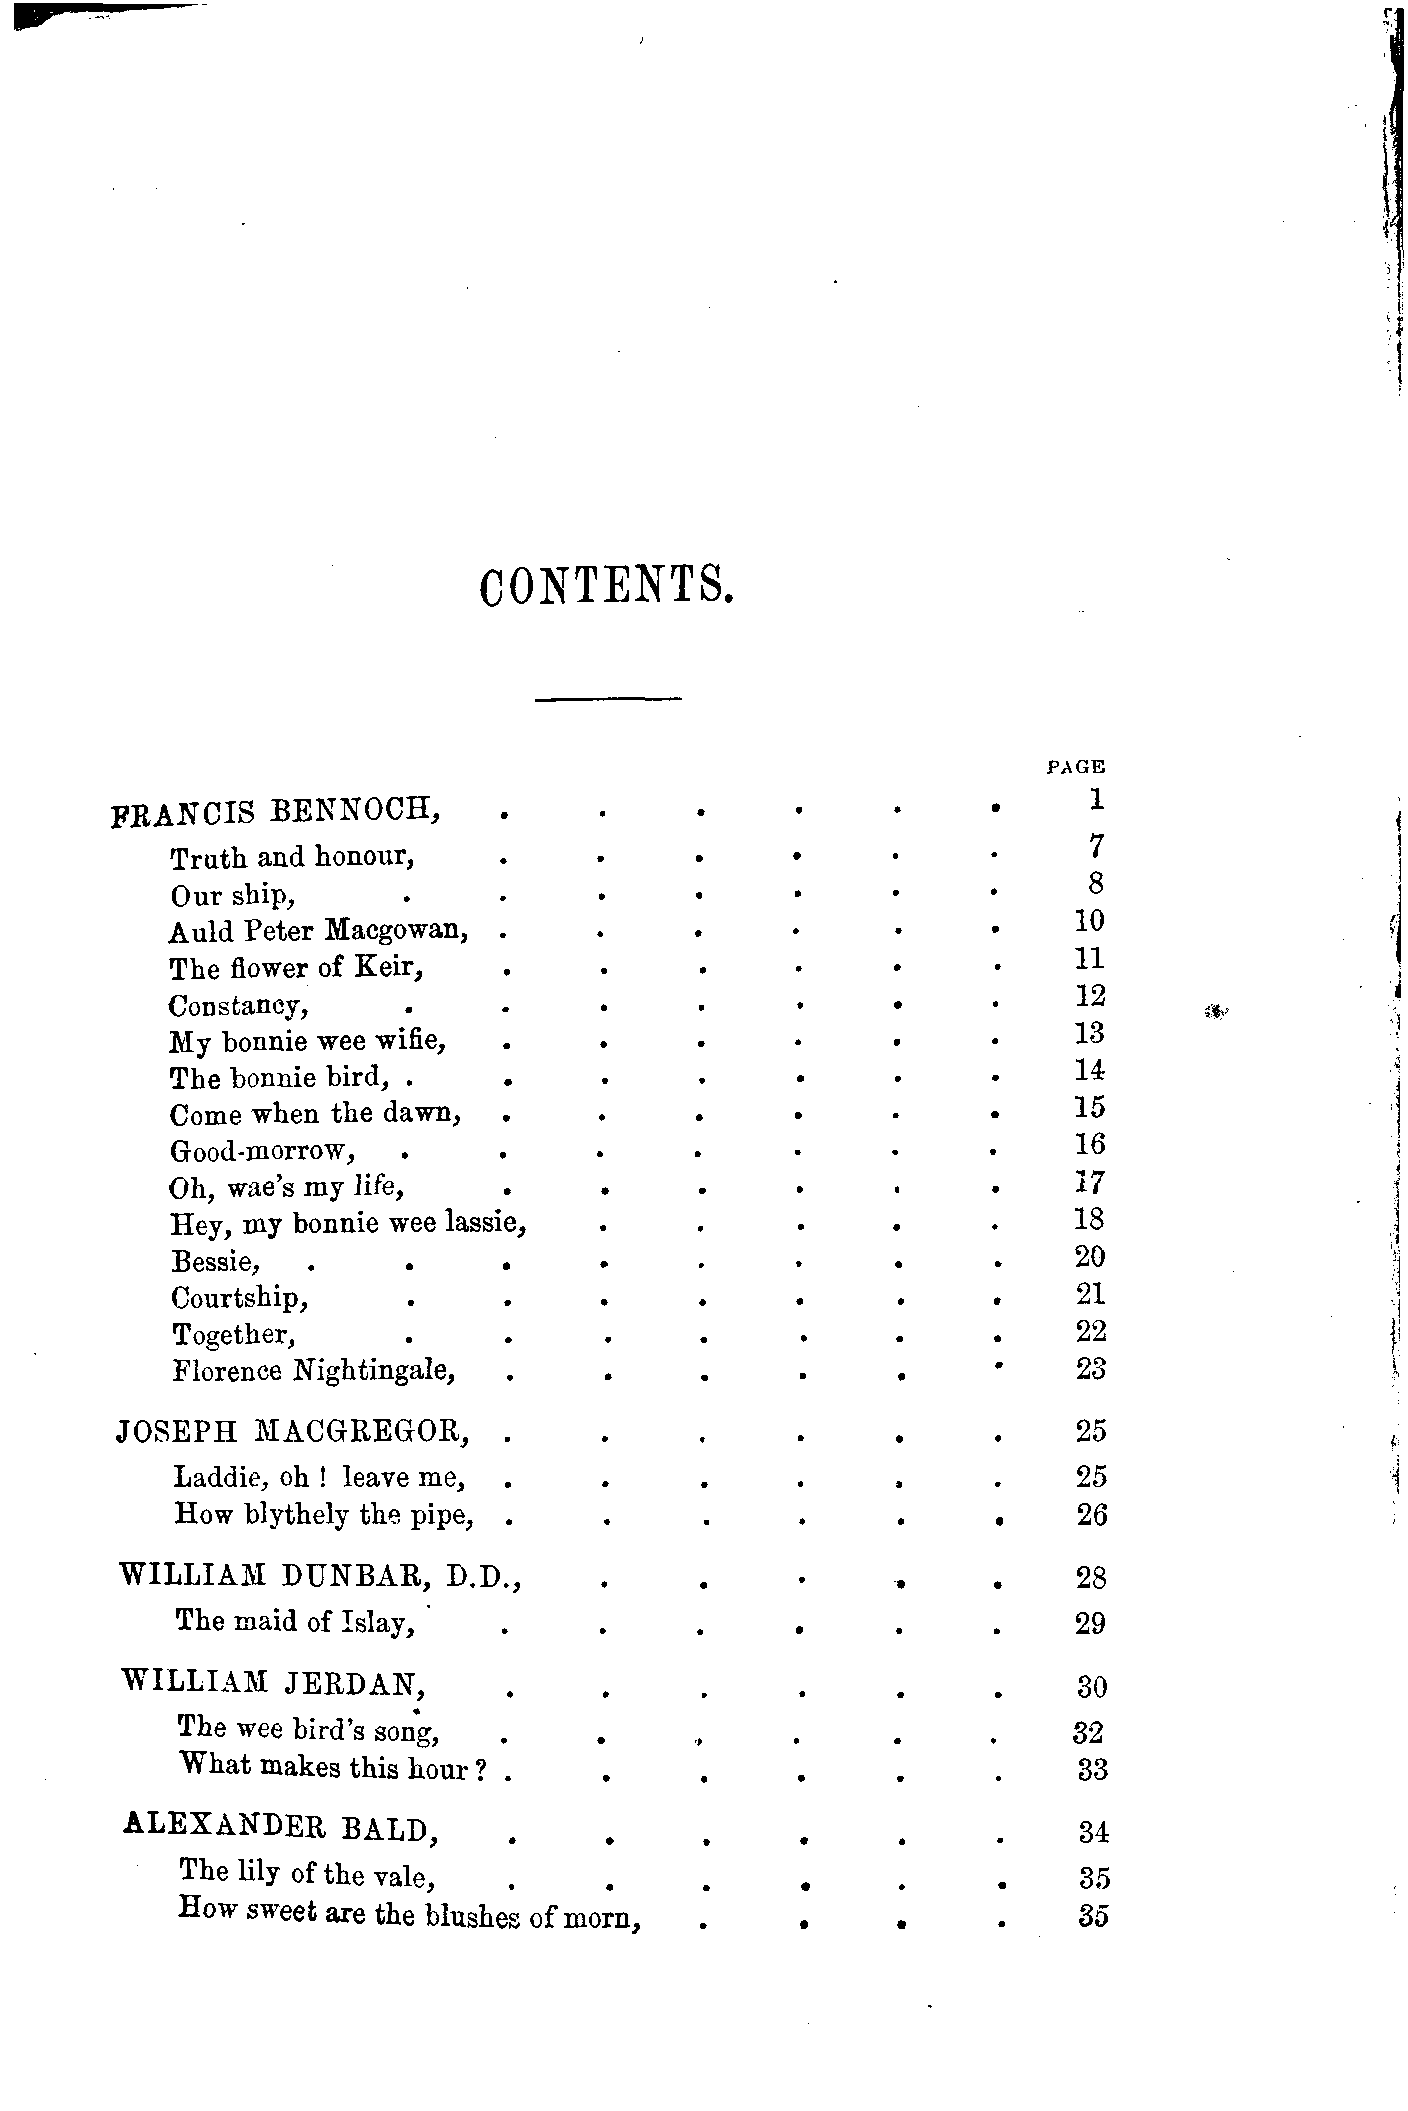 CONTENTS.
PAGE
FRANCIS BENNOCH, . . . . . . 1
Truth and honour, . . . . . . 7
Our ship, . . . . . . . 8
Auld Peter Macgowan, . . . . . . 10
The flower of Keir, . . . . . . 11
Constancy, . . . . . . . 12
My bonnie wee wifie, . . . . . . 13
The bonnie bird, . . . . . . . 14
Come when the dawn, . . . . . . 15
Good-morrow, . . . . . . . 16
Oh, wae's my life, . . . . . . 17
Hey, my bonnie wee lassie, . . . . . 18
Bessie, . . . . . . . . 20
Courtship, . . . . . . . 21
Together, . . . . . . . 22
Florence Nightingale, . . . . . . 23
JOSEPH MACGREGOR, . . . . . . 25
Laddie, oh ! leave me, . . . . . . 25
How blythely the pipe, . . . . . . 26
WILLIAM DUNBAR, D.D., . . . . . 28
The maid of Islay, . . . . . . 29
WILLIAM JERDAN, . . . . . . 30
The wee bird's song, . . . . . . 32
What makes this hour ? . . . . . . 33
ALEXANDER BALD, . . . . . . 34
The lily of the vale, . . . . . . 35
How sweet are the blushes of morn, . . . . 35